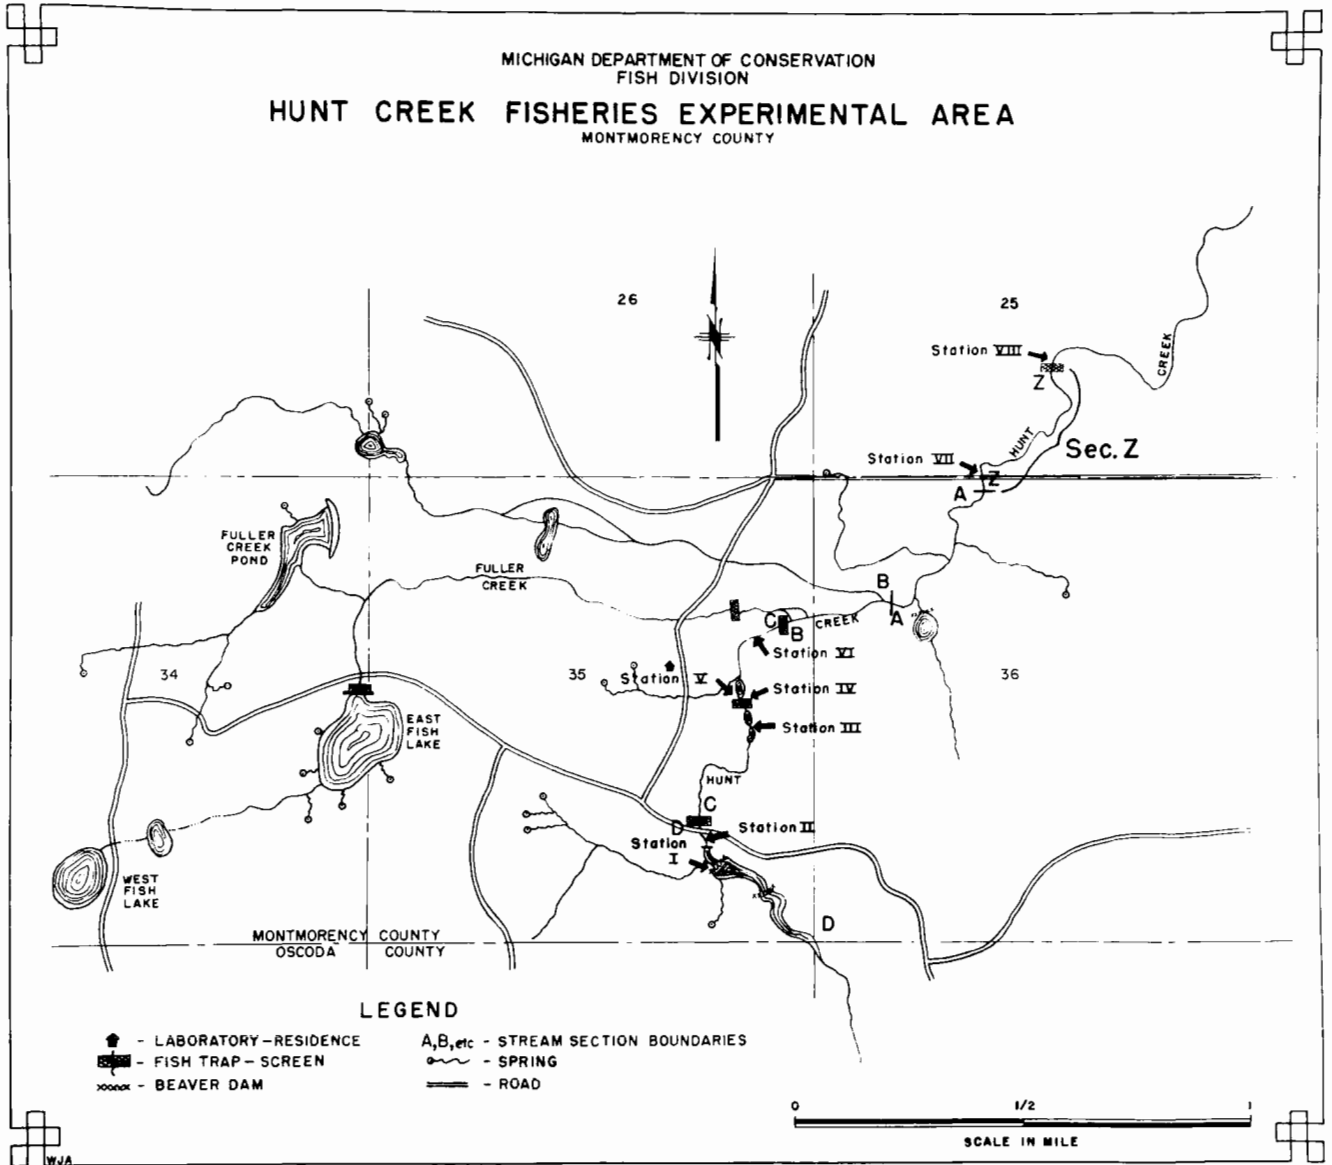 MICHIGAN DEPARTMENT OF CONSERVATION
FISH DIVISION
HUNT CREEK FISHERIES EXPERIMENTAL AREA
MONTMORENCY COUNTY
26
25
Station VIII
Z
CREEK
HUNT
Sec. Z
Station VII
Z
A
FULLER
CREEK
POND
FULLER
CREEK
B
A
C
B
CREEK
Station VI
34
35
36
Station V
Station IV
Station III
EAST
FISH
LAKE
HUNT
C
D
Station II
Station
I
WEST
FISH
LAKE
D
MONTMORENCY COUNTY
OSCODA COUNTY
LEGEND
- LABORATORY-RESIDENCE
- FISH TRAP-SCREEN
- BEAVER DAM
A,B,etc - STREAM SECTION BOUNDARIES
- SPRING
- ROAD
0 1/2 1
SCALE IN MILE
WJA